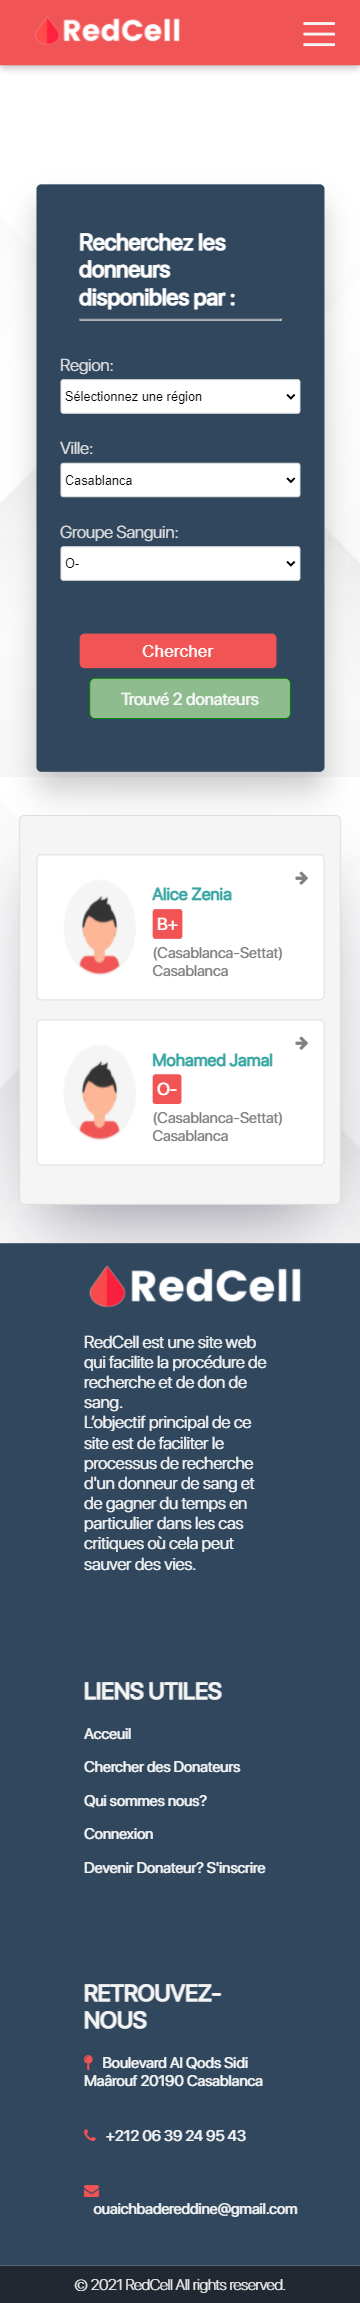 RedCell
Recherchez les
donneurs
disponibles par :
Region:
Sélectionnez une région
Ville:
Casablanca
Groupe Sanguin:
O-
Chercher
Trouvé 2 donateurs
Alice Zenia
B+
(Casablanca-Settat)
Casablanca
Mohamed Jamal
O-
(Casablanca-Settat)
Casablanca
RedCell
RedCell est une site web
qui facilite la procédure de
recherche et de don de
sang.
L'objectif principal de ce
site est de faciliter le
processus de recherche
d'un donneur de sang et
de gagner du temps en
particulier dans les cas
critiques où cela peut
sauver des vies.
LIENS UTILES
Acceuil
Chercher des Donateurs
Qui sommes nous?
Connexion
Devenir Donateur? S'inscrire
RETROUVEZ-
NOUS
Boulevard Al Qods Sidi
Maârouf 20190 Casablanca
+212 06 39 24 95 43
ouaichbadereddine@gmail.com
© 2021 RedCell All rights reserved.